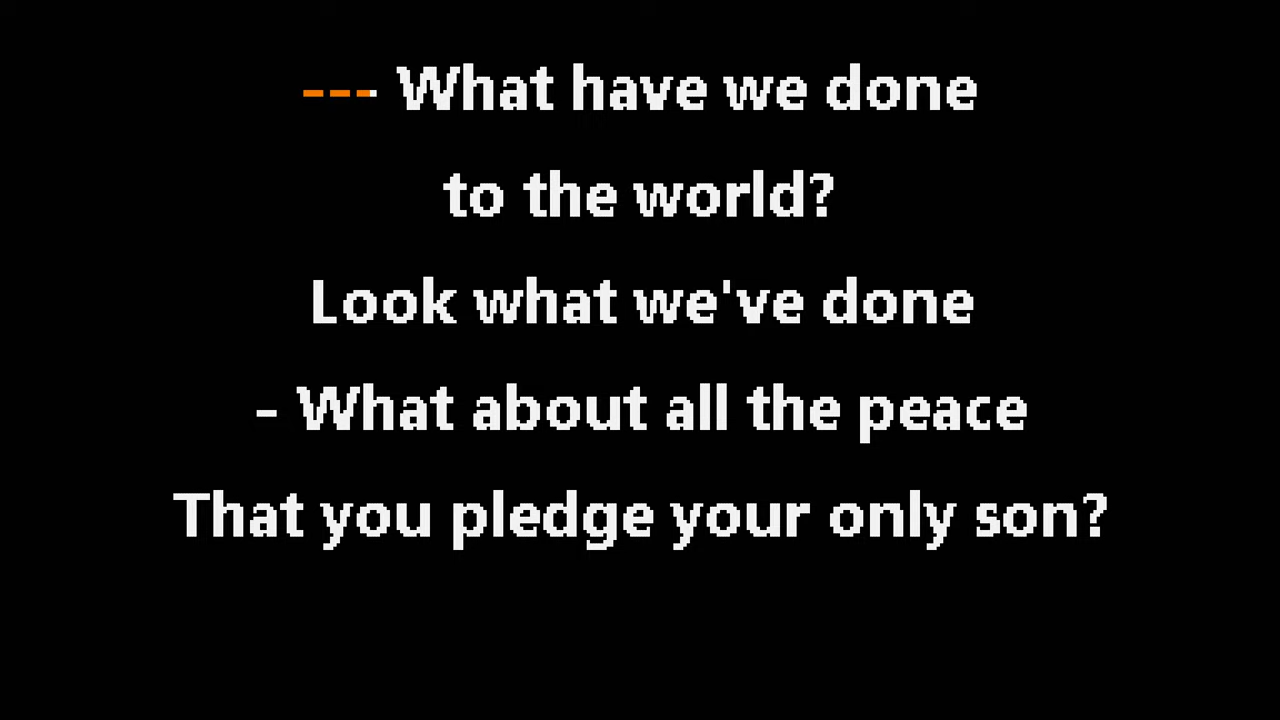 --- What have we done
to the world?
Look what we've done
- What about all the peace
That you pledge your only son?